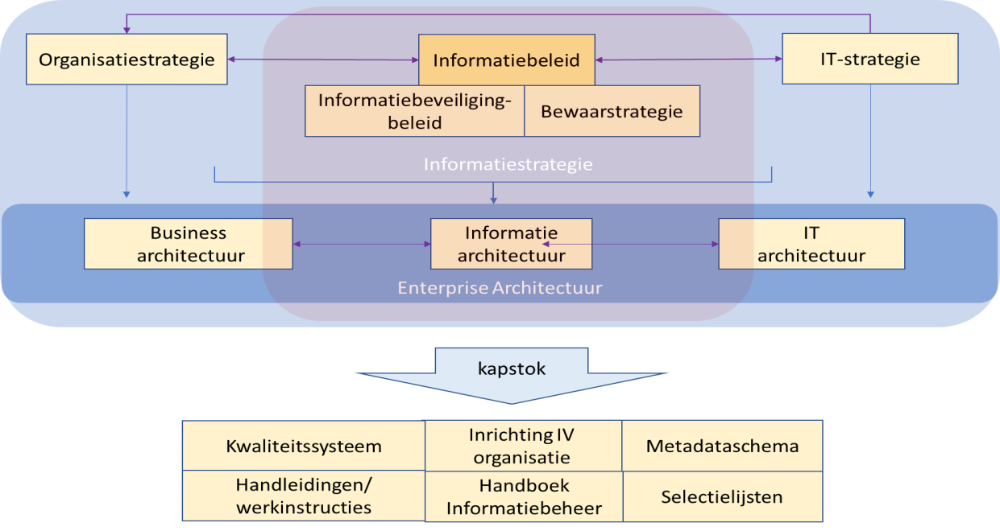 Organisatiestrategie
Informatiebeleid
IT-strategie
Informatiebeveiliging-
beleid
Bewaarstrategie
Informatiestrategie
Business
architectuur
Informatie
architectuur
IT
architectuur
Enterprise Architectuur
kapstok
Kwaliteitssysteem
Inrichting IV
organisatie
Metadataschema
Handleidingen/
werkinstructies
Handboek
Informatiebeheer
Selectielijsten